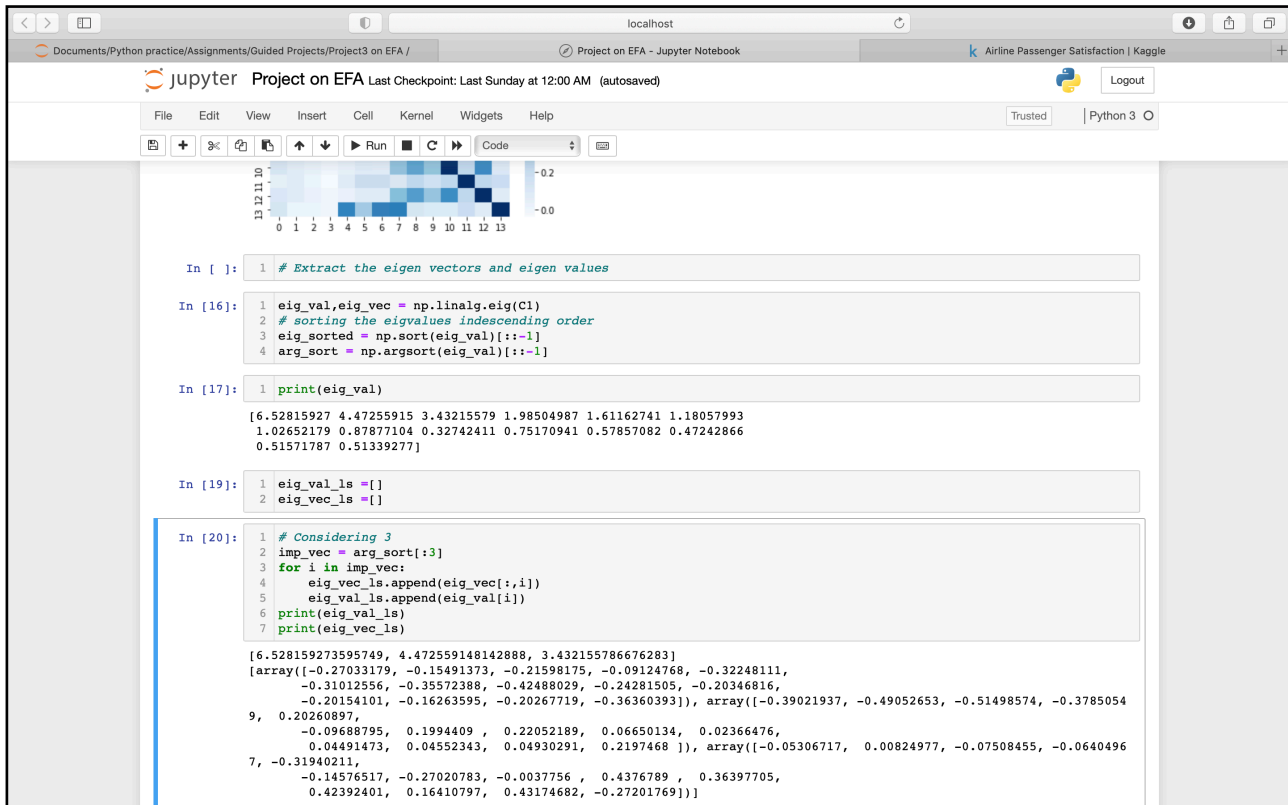 localhost
Documents/Python practice/Assignments/Guided Projects/Project3 on EFA /
Project on EFA - Jupyter Notebook
Airline Passenger Satisfaction | Kaggle
jupyter Project on EFA Last Checkpoint: Last Sunday at 12:00 AM (autosaved)
Logout
File Edit View Insert Cell Kernel Widgets Help
Trusted
Python 3
Run
Code
10
11
12
13
0.2
0.0
0 1 2 3 4 5 6 7 8 9 10 11 12 13
In [ ]:
1 # Extract the eigen vectors and eigen values
In [16]:
1 eig_val,eig_vec = np.linalg.eig(C1)
2 # sorting the eigvalues indescending order
3 eig_sorted = np.sort(eig_val)[::-1]
4 arg_sort = np.argsort(eig_val)[::-1]
In [17]:
1 print(eig_val)
[6.52815927 4.47255915 3.43215579 1.98504987 1.61162741 1.18057993
1.02652179 0.87877104 0.32742411 0.75170941 0.57857082 0.47242866
0.51571787 0.51339277]
In [19]:
1 eig_val_ls =[]
2 eig_vec_ls =[]
In [20]:
1 # Considering 3
2 imp_vec = arg_sort[:3]
3 for i in imp_vec:
4     eig_vec_ls.append(eig_vec[:,i])
5     eig_val_ls.append(eig_val[i])
6 print(eig_val_ls)
7 print(eig_vec_ls)
[6.528159273595749, 4.472559148142888, 3.432155786676283]
[array([-0.27033179, -0.15491373, -0.21598175, -0.09124768, -0.32248111,
-0.31012556, -0.35572388, -0.42488029, -0.24281505, -0.20346816,
-0.20154101, -0.16263595, -0.20267719, -0.36360393]), array([-0.39021937, -0.49052653, -0.51498574, -0.3785054
9, 0.20260897,
-0.09688795, 0.1994409 , 0.22052189, 0.06650134, 0.02366476,
0.04491473, 0.04552343, 0.04930291, 0.2197468 ]), array([-0.05306717, 0.00824977, -0.07508455, -0.0640496
7, -0.31940211,
-0.14576517, -0.27020783, -0.0037756 , 0.4376789 , 0.36397705,
0.42392401, 0.16410797, 0.43174682, -0.27201769])]